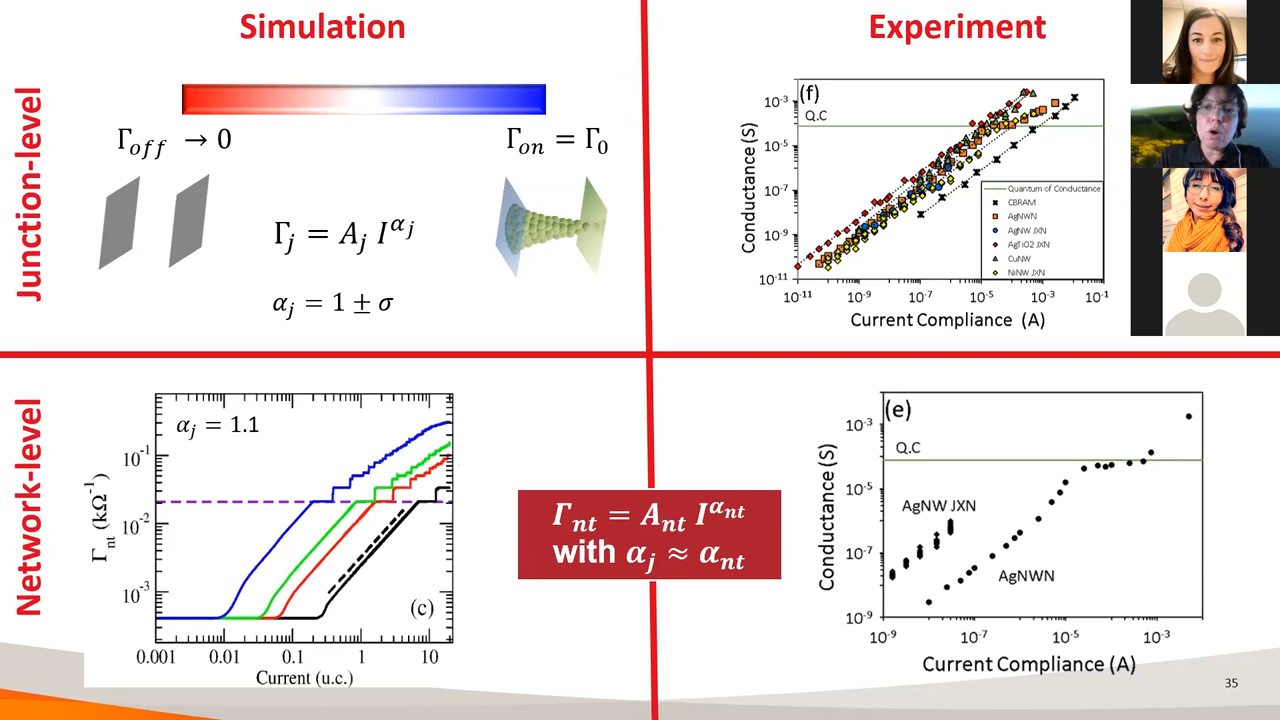 Simulation
Experiment
Junction-level
Γoff → 0
Γon = Γ0
Γj = Aj I^αj
αj = 1 ± σ
(f)
Q.C
Conductance (S)
10-3
10-5
10-7
10-9
10-11
Quantum of Conductance
CBRAM
AgNWN
AgNW JXN
AgTiO2 JXN
CuNW
NiNW JXN
10-11 10-9 10-7 10-5 10-3 10-1
Current Compliance (A)
Network-level
αj = 1.1
Γnt (kΩ-1)
10-1
10-2
10-3
(c)
0.001 0.01 0.1 1 10
Current (u.c.)
Γnt = Ant I^αnt
with αj ≈ αnt
(e)
Q.C
Conductance (S)
10-3
10-5
10-7
10-9
AgNW JXN
AgNWN
10-9 10-7 10-5 10-3
Current Compliance (A)
35